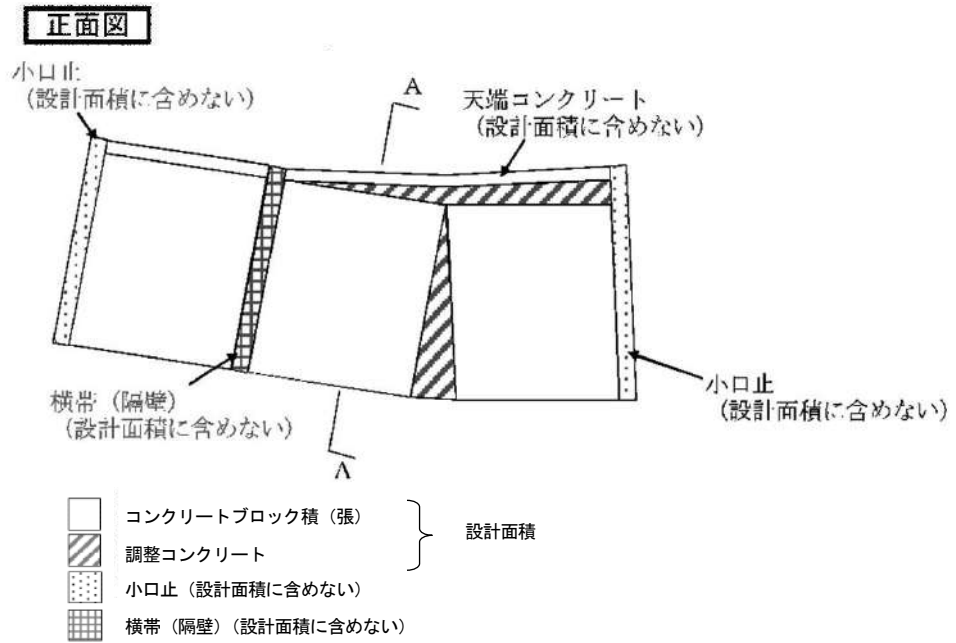 正面図
小口止
(設計面積に含めない)
A
天端コンクリート
(設計面積に含めない)
横帯(隔壁)
(設計面積に含めない)
A
小口止
(設計面積に含めない)
コンクリートブロック積(張)
設計面積
調整コンクリート
小口止(設計面積に含めない)
横帯(隔壁)(設計面積に含めない)